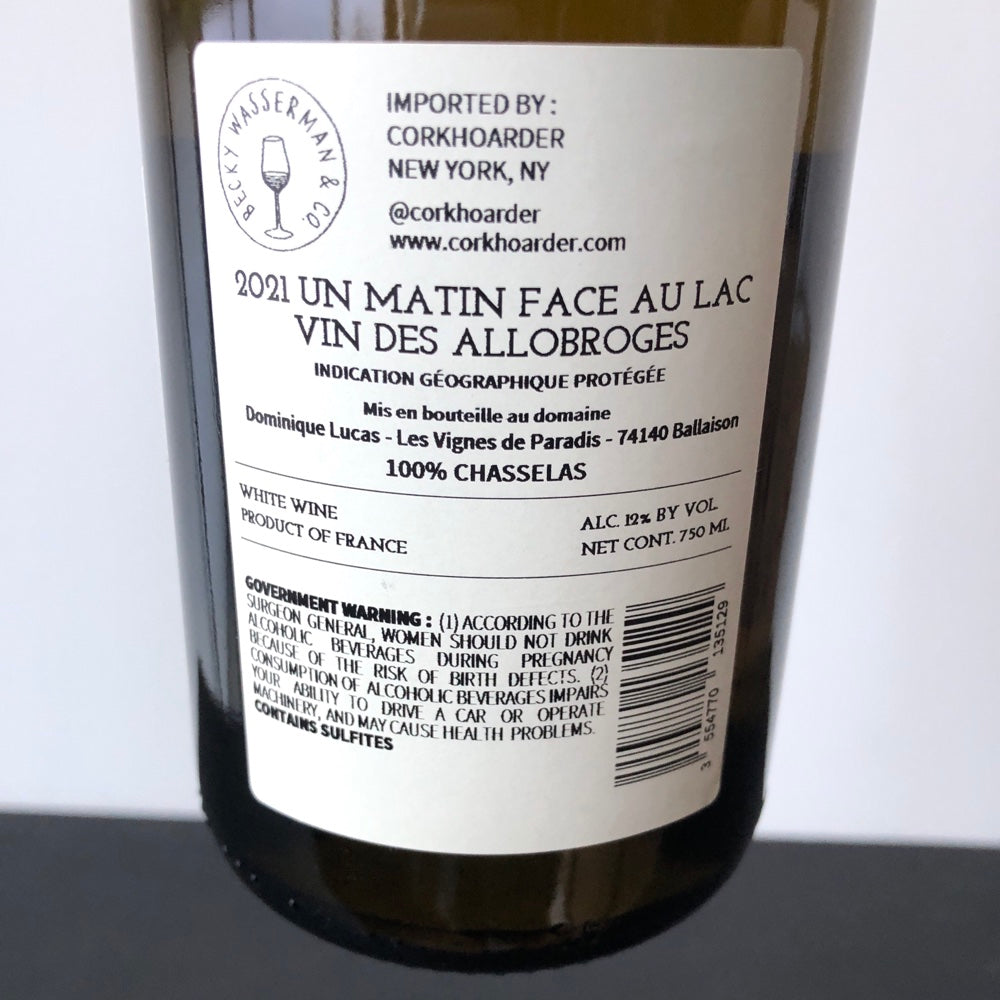 BECKY WASSERMAN & CO.
IMPORTED BY :
CORKHOARDER
NEW YORK, NY
@corkhoarder
www.corkhoarder.com
2021 UN MATIN FACE AU LAC
VIN DES ALLOBROGES
INDICATION GÉOGRAPHIQUE PROTÉGÉE
Mis en bouteille au domaine
Dominique Lucas - Les Vignes de Paradis - 74140 Ballaison
100% CHASSELAS
WHITE WINE
PRODUCT OF FRANCE
ALC. 12% BY VOL
NET CONT. 750 ML
GOVERNMENT WARNING : (1) ACCORDING TO THE
SURGEON GENERAL, WOMEN SHOULD NOT DRINK
ALCOHOLIC BEVERAGES DURING PREGNANCY
BECAUSE OF THE RISK OF BIRTH DEFECTS. (2)
CONSUMPTION OF ALCOHOLIC BEVERAGES IMPAIRS
YOUR ABILITY TO DRIVE A CAR OR OPERATE
MACHINERY, AND MAY CAUSE HEALTH PROBLEMS.
CONTAINS SULFITES
3 554770 135129